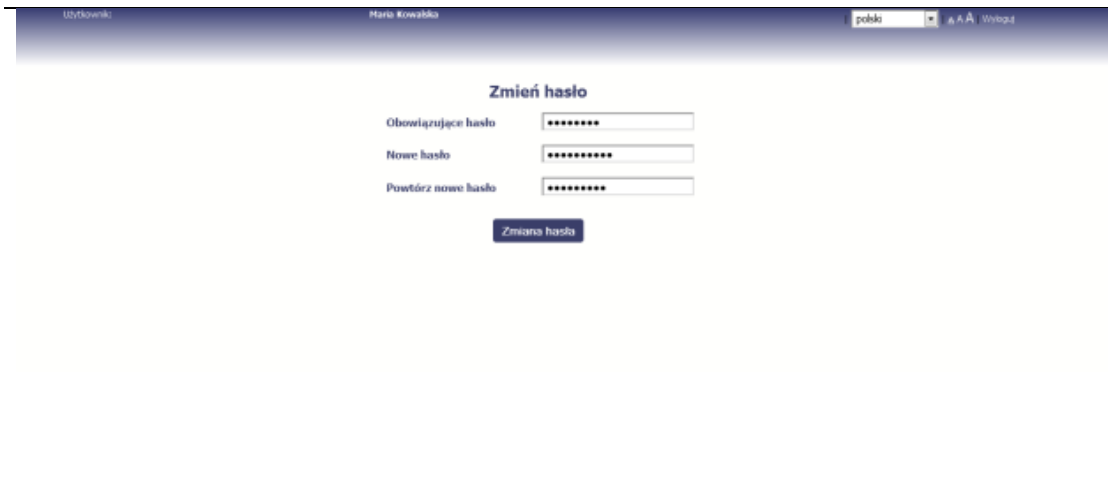 Użytkownik: Maria Kowalska | polski | A A A | Wyloguj
Zmień hasło
Obowiązujące hasło ••••••••
Nowe hasło ••••••••••
Powtórz nowe hasło •••••••••
Zmiana hasła